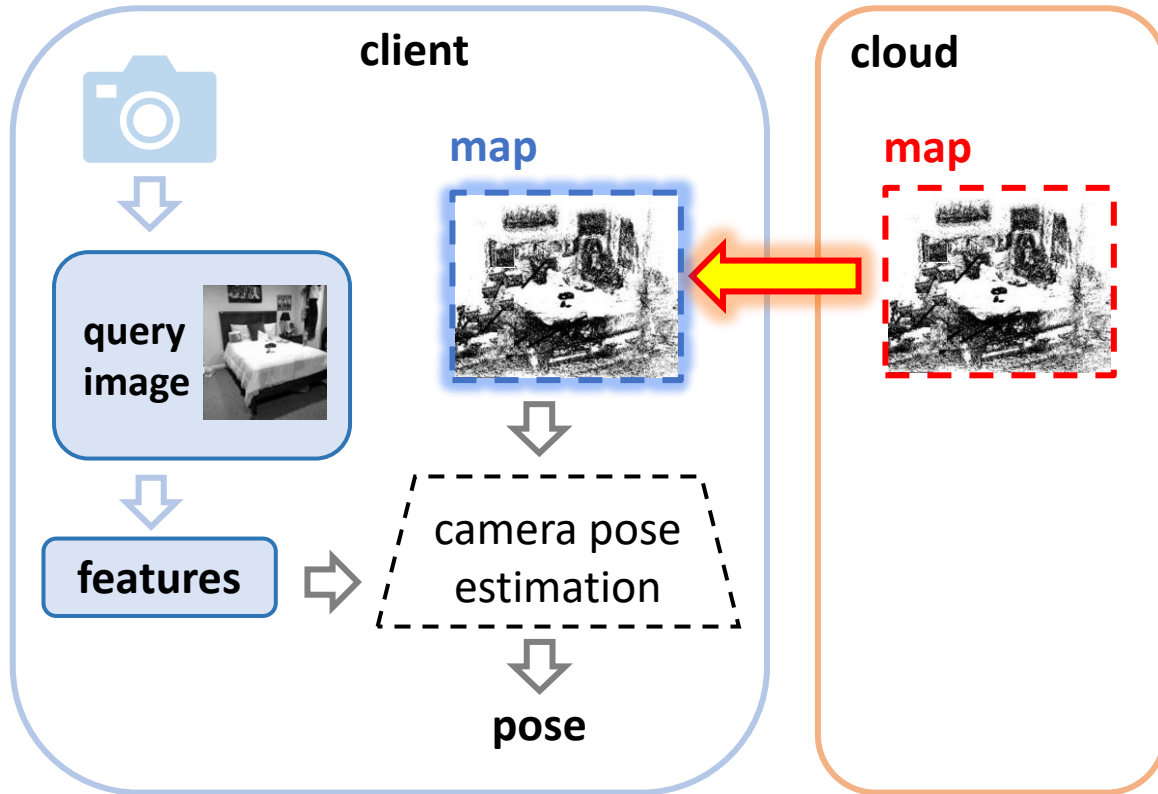 client
cloud
map
map
query
image
features
camera pose
estimation
pose